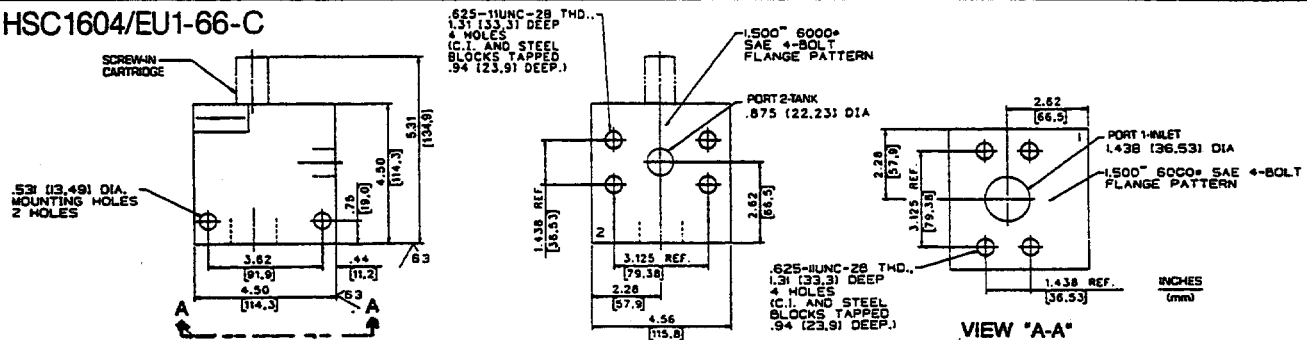 HSC1604/EU1-66-C
SCREW-IN
CARTRIDGE
5.31
[134,9]
4.50
[114,3]
.531 (13,49) DIA.
MOUNTING HOLES
2 HOLES
.75
[19,0]
3.62
[91,9]
.44
[11,2]
63
4.50
[114,3]
63
A
A
.625-11UNC-2B THD.,
1.31 [33,3] DEEP
4 HOLES
(C.I. AND STEEL
BLOCKS TAPPED
.94 (23,9) DEEP.)
1.500" 6000#
SAE 4-BOLT
FLANGE PATTERN
PORT 2-TANK
.875 (22,23) DIA
1.438 REF.
[36,53]
2.62
[66,5]
2
3.125 REF.
[79,38]
2.28
[57,9]
4.56
[115,8]
2.62
[66,5]
1
PORT 1-INLET
1.438 (36,53) DIA
1.500" 6000# SAE 4-BOLT
FLANGE PATTERN
2.28
[57,9]
3.125 REF.
[79,38]
.625-11UNC-2B THD.,
1.31 (33,3) DEEP
4 HOLES
(C.I. AND STEEL
BLOCKS TAPPED
.94 (23,9) DEEP.)
1.438 REF.
[36,53]
INCHES
(mm)
VIEW "A-A"